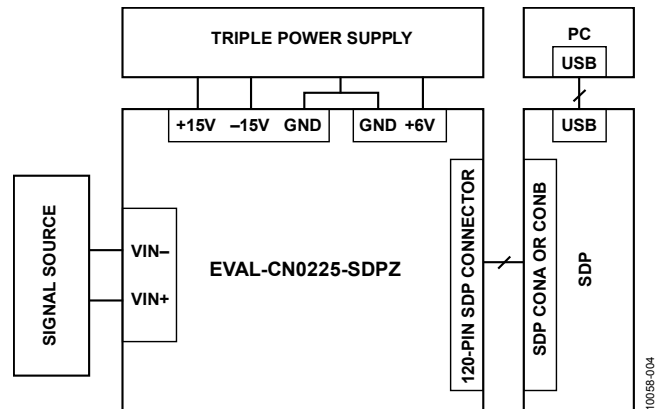 TRIPLE POWER SUPPLY
PC
USB
+15V –15V GND
GND +6V
USB
SIGNAL SOURCE
VIN–
VIN+
EVAL-CN0225-SDPZ
120-PIN SDP CONNECTOR
SDP CONA OR CONB
SDP
10058-004